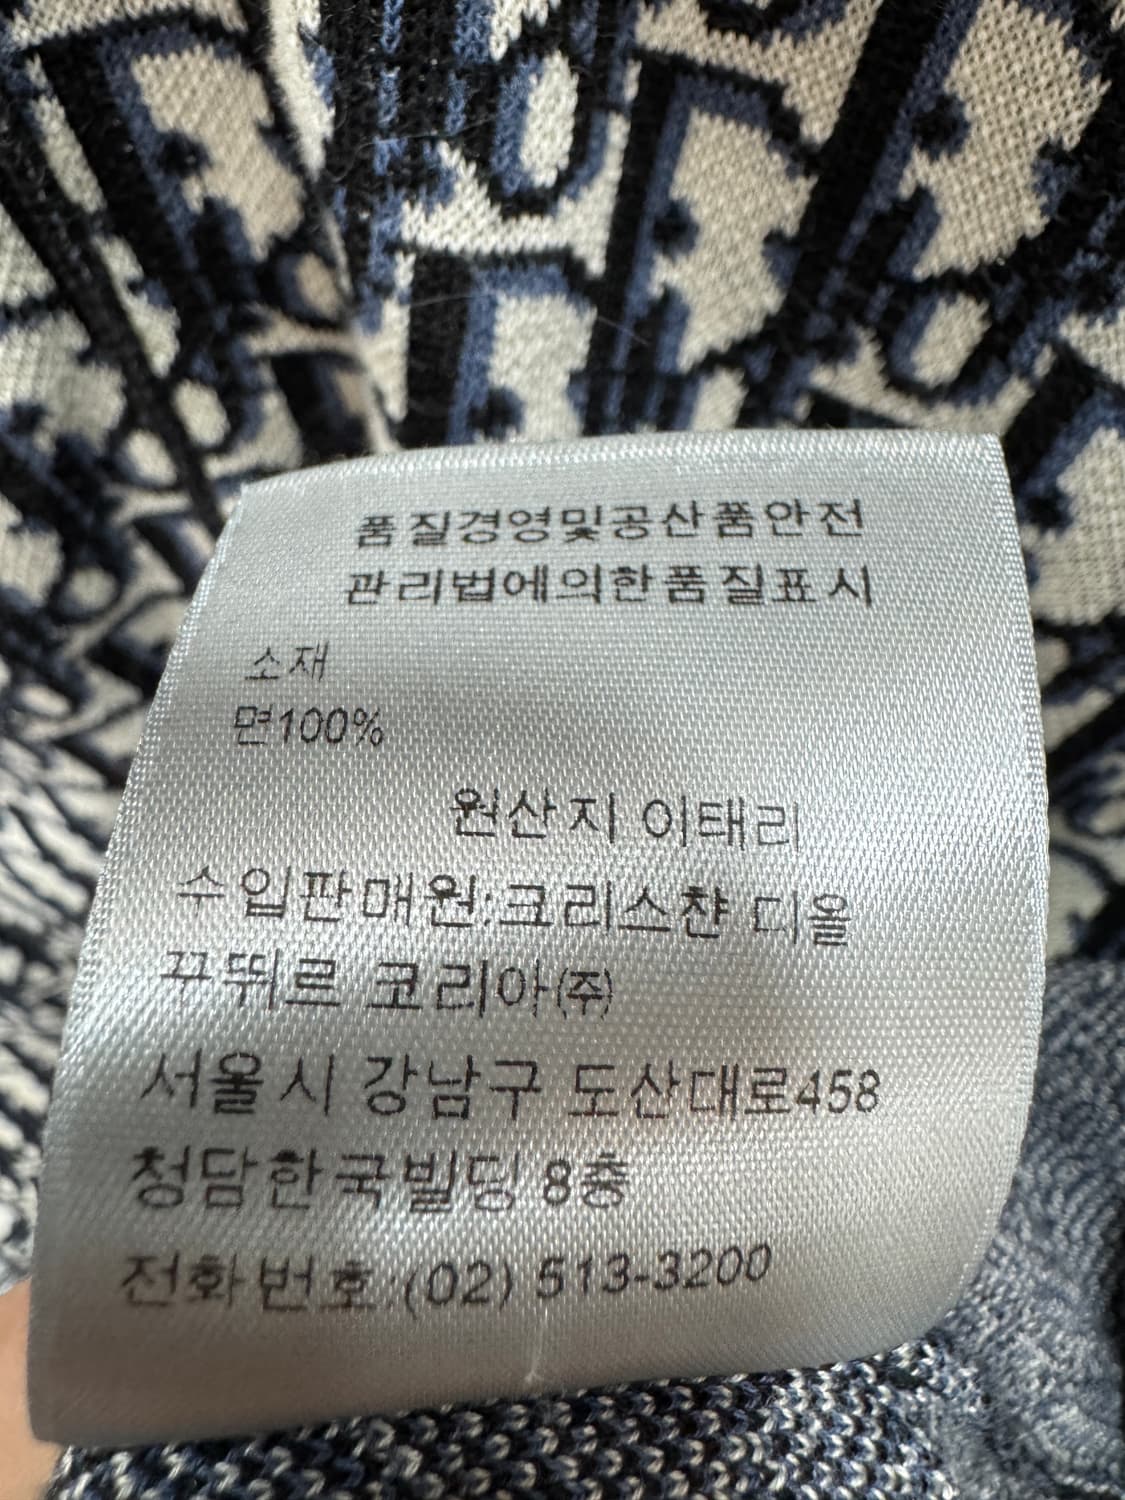 품질경영및공산품안전
관리법에의한품질표시
소재
면100%
원산지 이태리
수입판매원:크리스챤 디올
꾸뛰르 코리아(주)
서울시 강남구 도산대로458
청담한국빌딩 8층
전화번호:(02) 513-3200